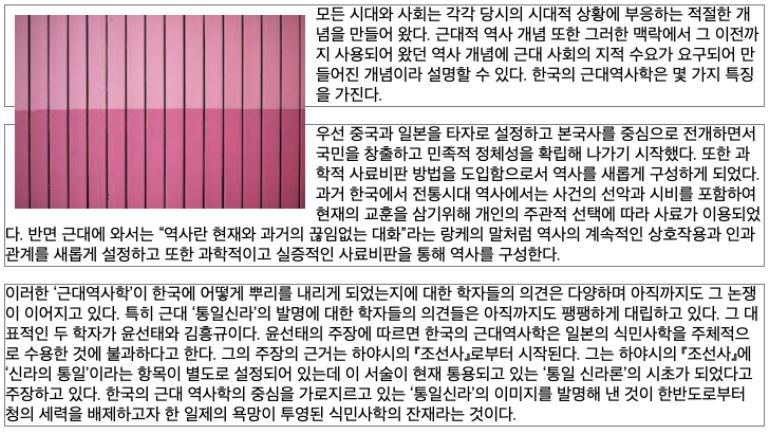 모든 시대와 사회는 각각 당시의 시대적 상황에 부응하는 적절한 개
념을 만들어 왔다. 근대적 역사 개념 또한 그러한 맥락에서 그 이전까
지 사용되어 왔던 역사 개념에 근대 사회의 지적 수요가 요구되어 만
들어진 개념이라 설명할 수 있다. 한국의 근대역사학은 몇 가지 특징
을 가진다.
우선 중국과 일본을 타자로 설정하고 본국사를 중심으로 전개하면서
국민을 창출하고 민족적 정체성을 확립해 나가기 시작했다. 또한 과
학적 사료비판 방법을 도입함으로서 역사를 새롭게 구성하게 되었다.
과거 한국에서 전통시대 역사에서는 사건의 선악과 시비를 포함하여
현재의 교훈을 삼기위해 개인의 주관적 선택에 따라 사료가 이용되었
다. 반면 근대에 와서는 “역사란 현재와 과거의 끊임없는 대화”라는 랑케의 말처럼 역사의 계속적인 상호작용과 인과
관계를 새롭게 설정하고 또한 과학적이고 실증적인 사료비판을 통해 역사를 구성한다.
이러한 ‘근대역사학’이 한국에 어떻게 뿌리를 내리게 되었는지에 대한 학자들의 의견은 다양하며 아직까지도 그 논쟁
이 이어지고 있다. 특히 근대 ‘통일신라’의 발명에 대한 학자들의 의견들은 아직까지도 팽팽하게 대립하고 있다. 그 대
표적인 두 학자가 윤선태와 김흥규이다. 윤선태의 주장에 따르면 한국의 근대역사학은 일본의 식민사학을 주체적으
로 수용한 것에 불과하다고 한다. 그의 주장의 근거는 하야시의 『조선사』로부터 시작된다. 그는 하야시의 『조선사』에
‘신라의 통일’이라는 항목이 별도로 설정되어 있는데 이 서술이 현재 통용되고 있는 ‘통일 신라론’의 시초가 되었다고
주장하고 있다. 한국의 근대 역사학의 중심을 가로지르고 있는 ‘통일신라’의 이미지를 발명해 낸 것이 한반도로부터
청의 세력을 배제하고자 한 일제의 욕망이 투영된 식민사학의 잔재라는 것이다.